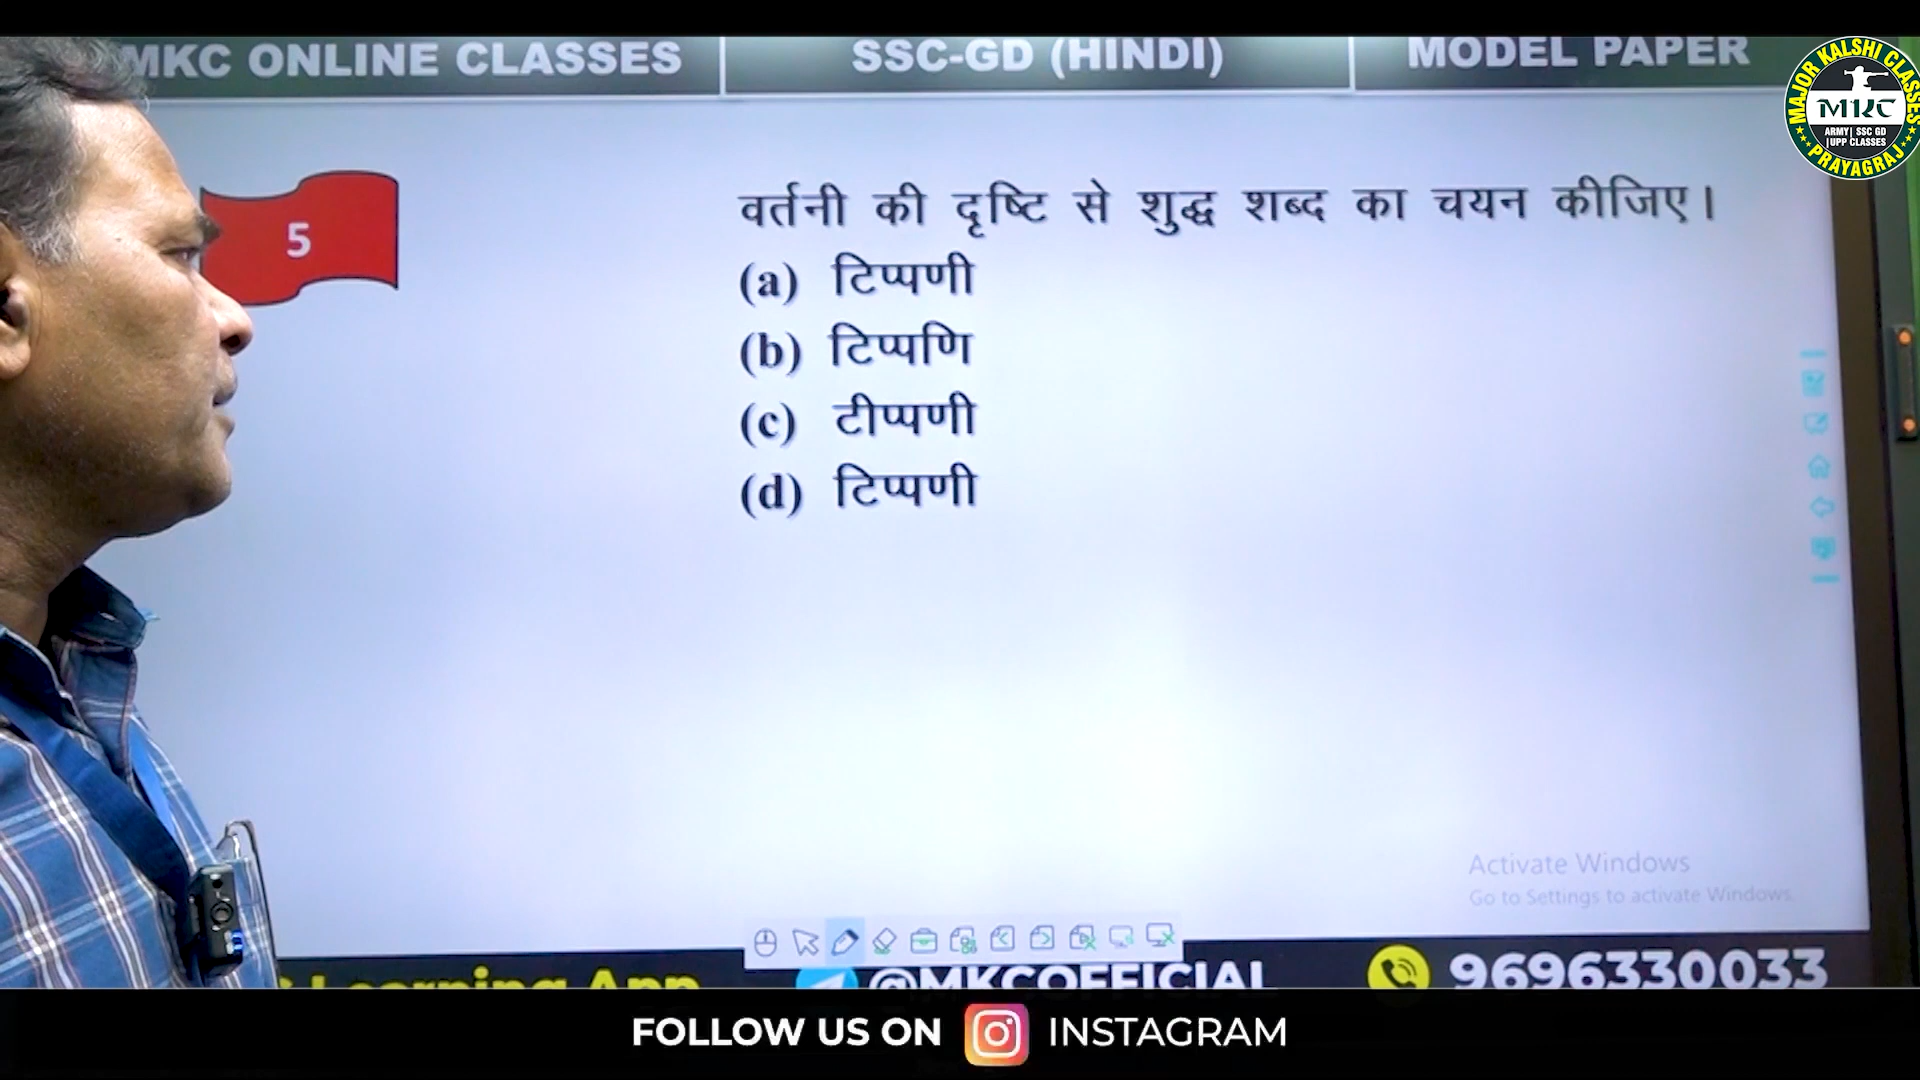 MKC ONLINE CLASSES
SSC-GD (HINDI)
MODEL PAPER
MAJOR KALSHI CLASSES
MKC
ARMY| SSC GD
|UPP CLASSES
PRAYAGRAJ
5
वर्तनी की दृष्टि से शुद्ध शब्द का चयन कीजिए।
(a) टिप्पणी
(b) टिप्पणि
(c) टीप्पणी
(d) टिप्पणी
Activate Windows
Go to Settings to activate Windows.
Learning App
@MKCOFFICIAL
9696330033
FOLLOW US ON INSTAGRAM